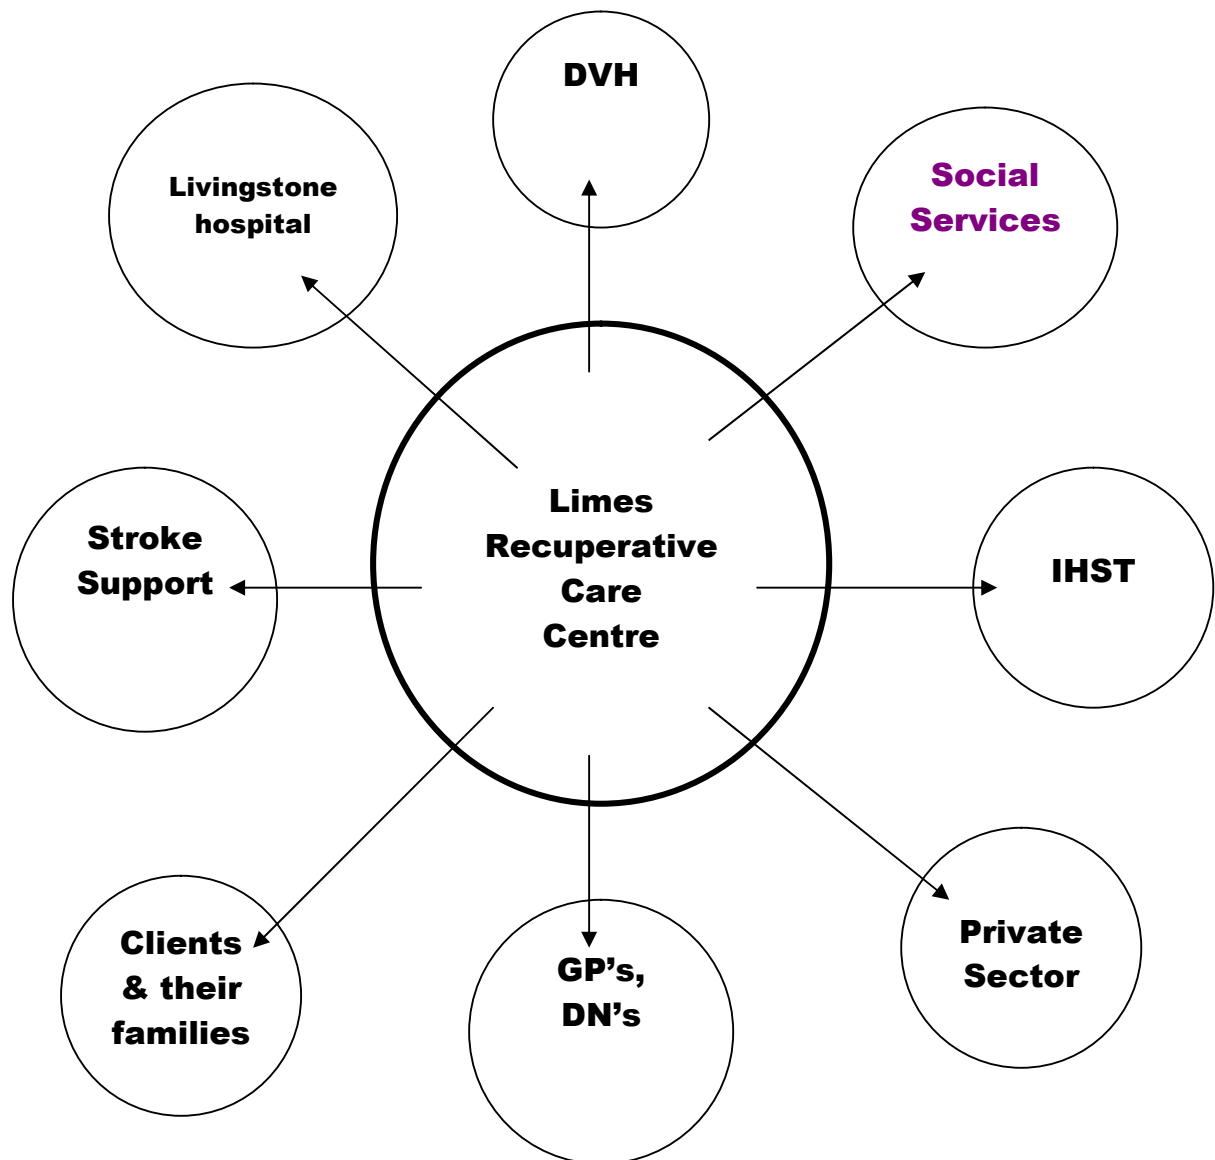 DVH
Livingstone
hospital
Social
Services
Limes
Recuperative
Care
Centre
Stroke
Support
IHST
Clients
& their
families
GP’s,
DN’s
Private
Sector